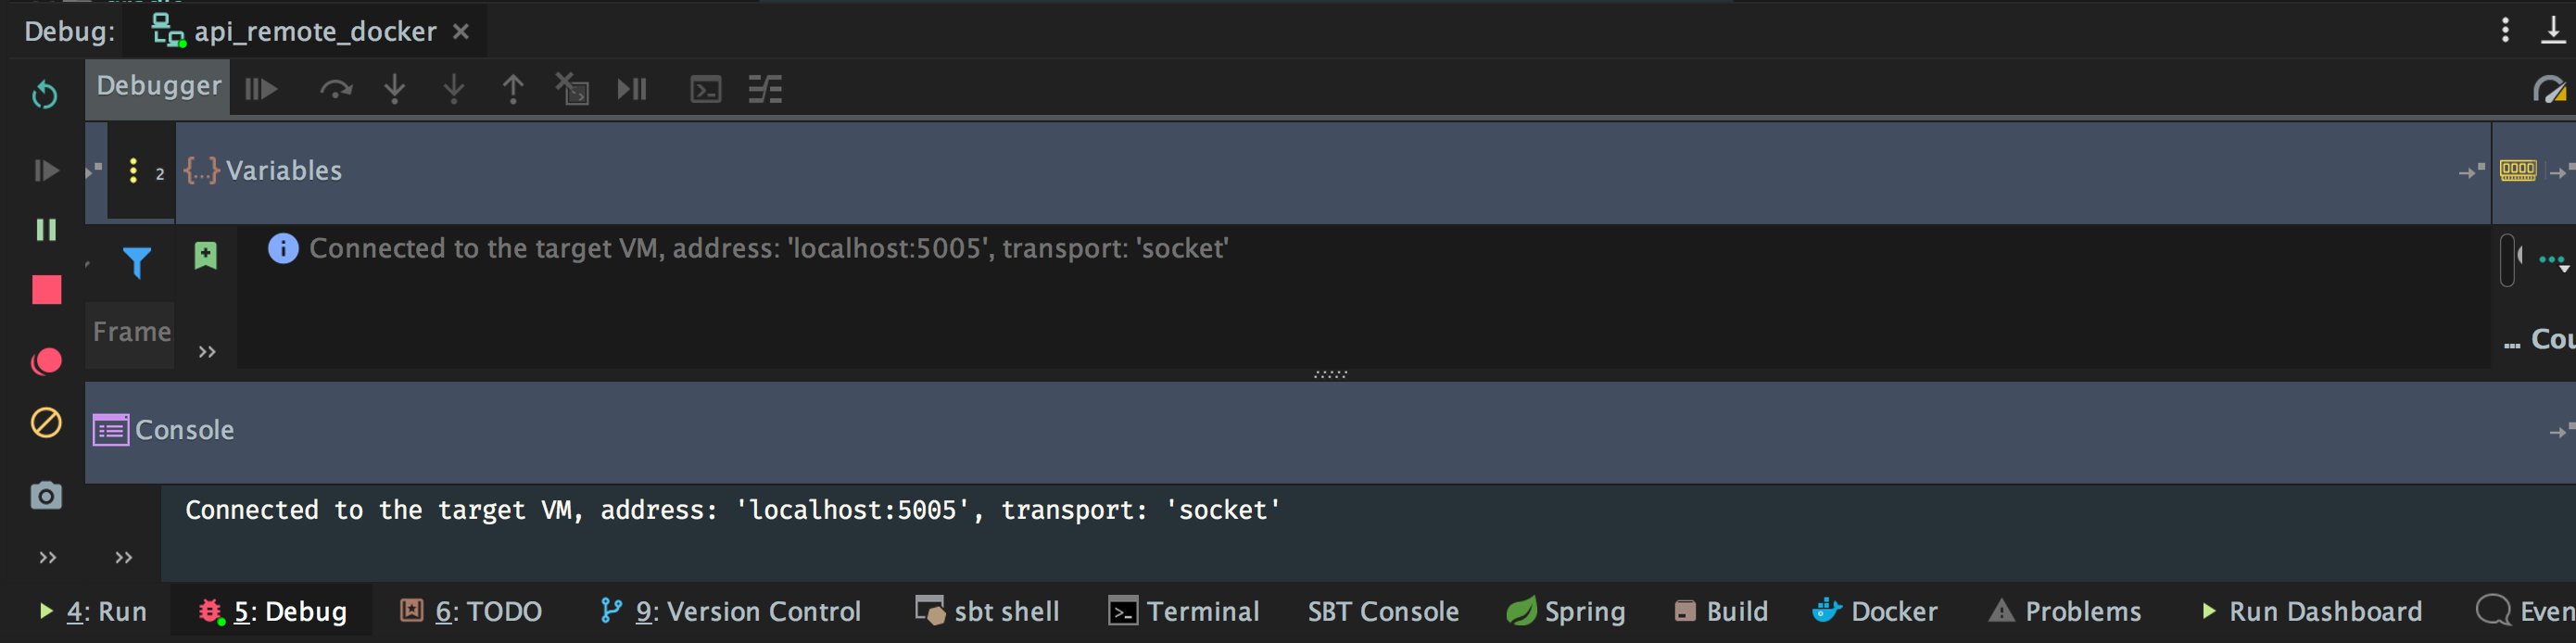 Debug: api_remote_docker
Debugger
2 Variables
Connected to the target VM, address: 'localhost:5005', transport: 'socket'
Frame
... Cou
Console
Connected to the target VM, address: 'localhost:5005', transport: 'socket'
4: Run 5: Debug 6: TODO 9: Version Control sbt shell Terminal SBT Console Spring Build Docker Problems Run Dashboard Even